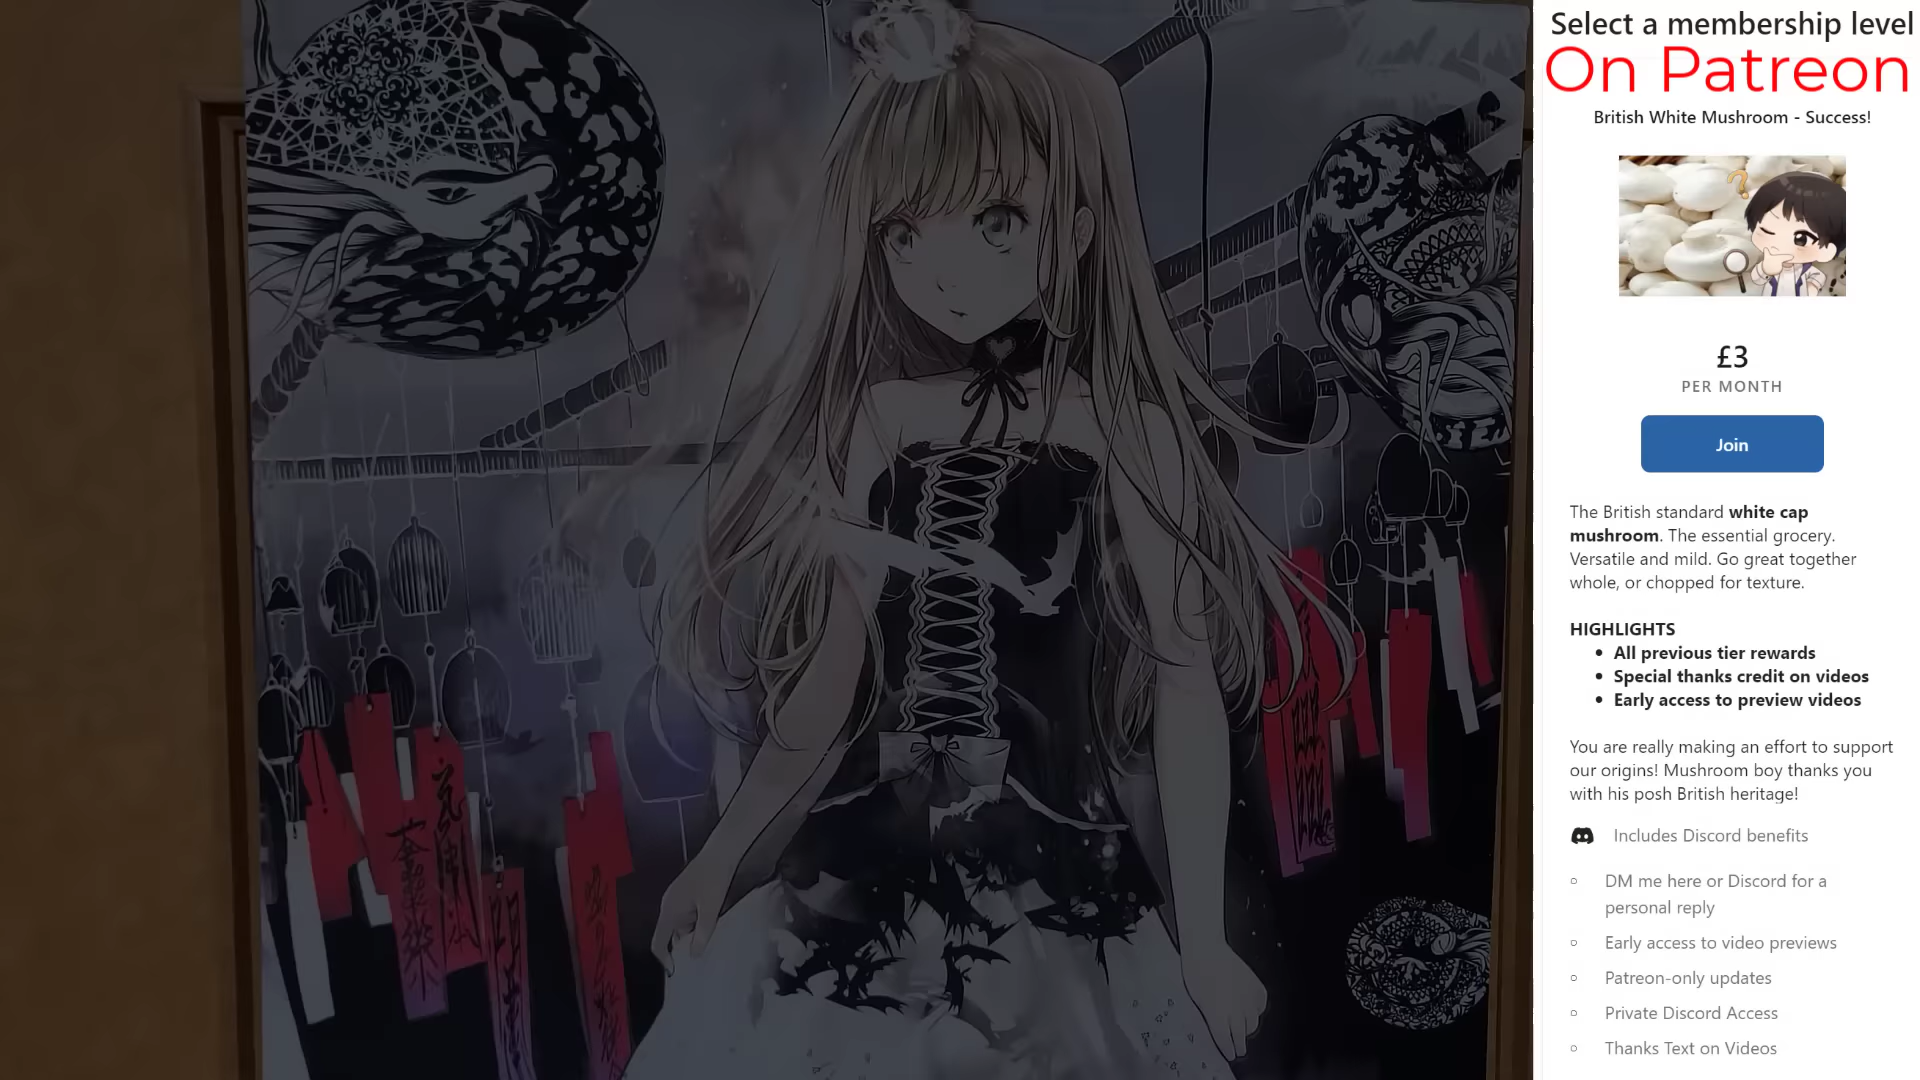 Select a membership level
On Patreon
British White Mushroom - Success!
£3
PER MONTH
Join
The British standard white cap
mushroom. The essential grocery.
Versatile and mild. Go great together
whole, or chopped for texture.
HIGHLIGHTS
• All previous tier rewards
• Special thanks credit on videos
• Early access to preview videos
You are really making an effort to support
our origins! Mushroom boy thanks you
with his posh British heritage!
Includes Discord benefits
DM me here or Discord for a
personal reply
Early access to video previews
Patreon-only updates
Private Discord Access
Thanks Text on Videos